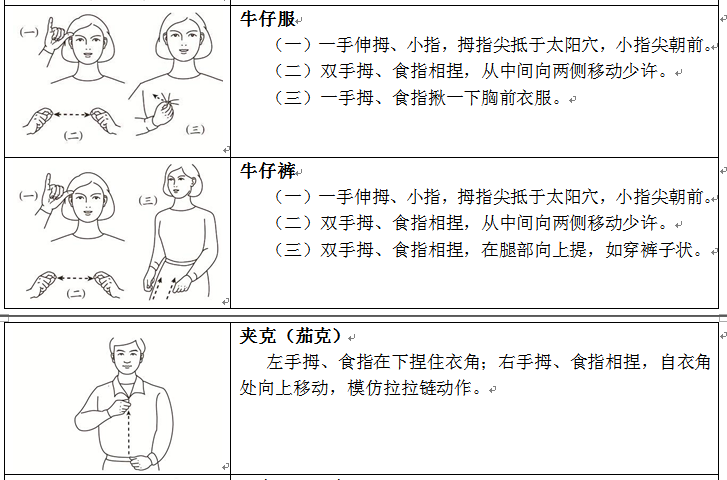 牛仔服
（一）一手伸拇、小指，拇指尖抵于太阳穴，小指尖朝前。
（二）双手拇、食指相捏，从中间向两侧移动少许。
（三）一手拇、食指揪一下胸前衣服。
（一）
（二）
（三）
牛仔裤
（一）一手伸拇、小指，拇指尖抵于太阳穴，小指尖朝前。
（二）双手拇、食指相捏，从中间向两侧移动少许。
（三）双手拇、食指相捏，在腿部向上提，如穿裤子状。
（一）
（三）
（二）
夹克（茄克）
左手拇、食指在下捏住衣角；右手拇、食指相捏，自衣角
处向上移动，模仿拉拉链动作。